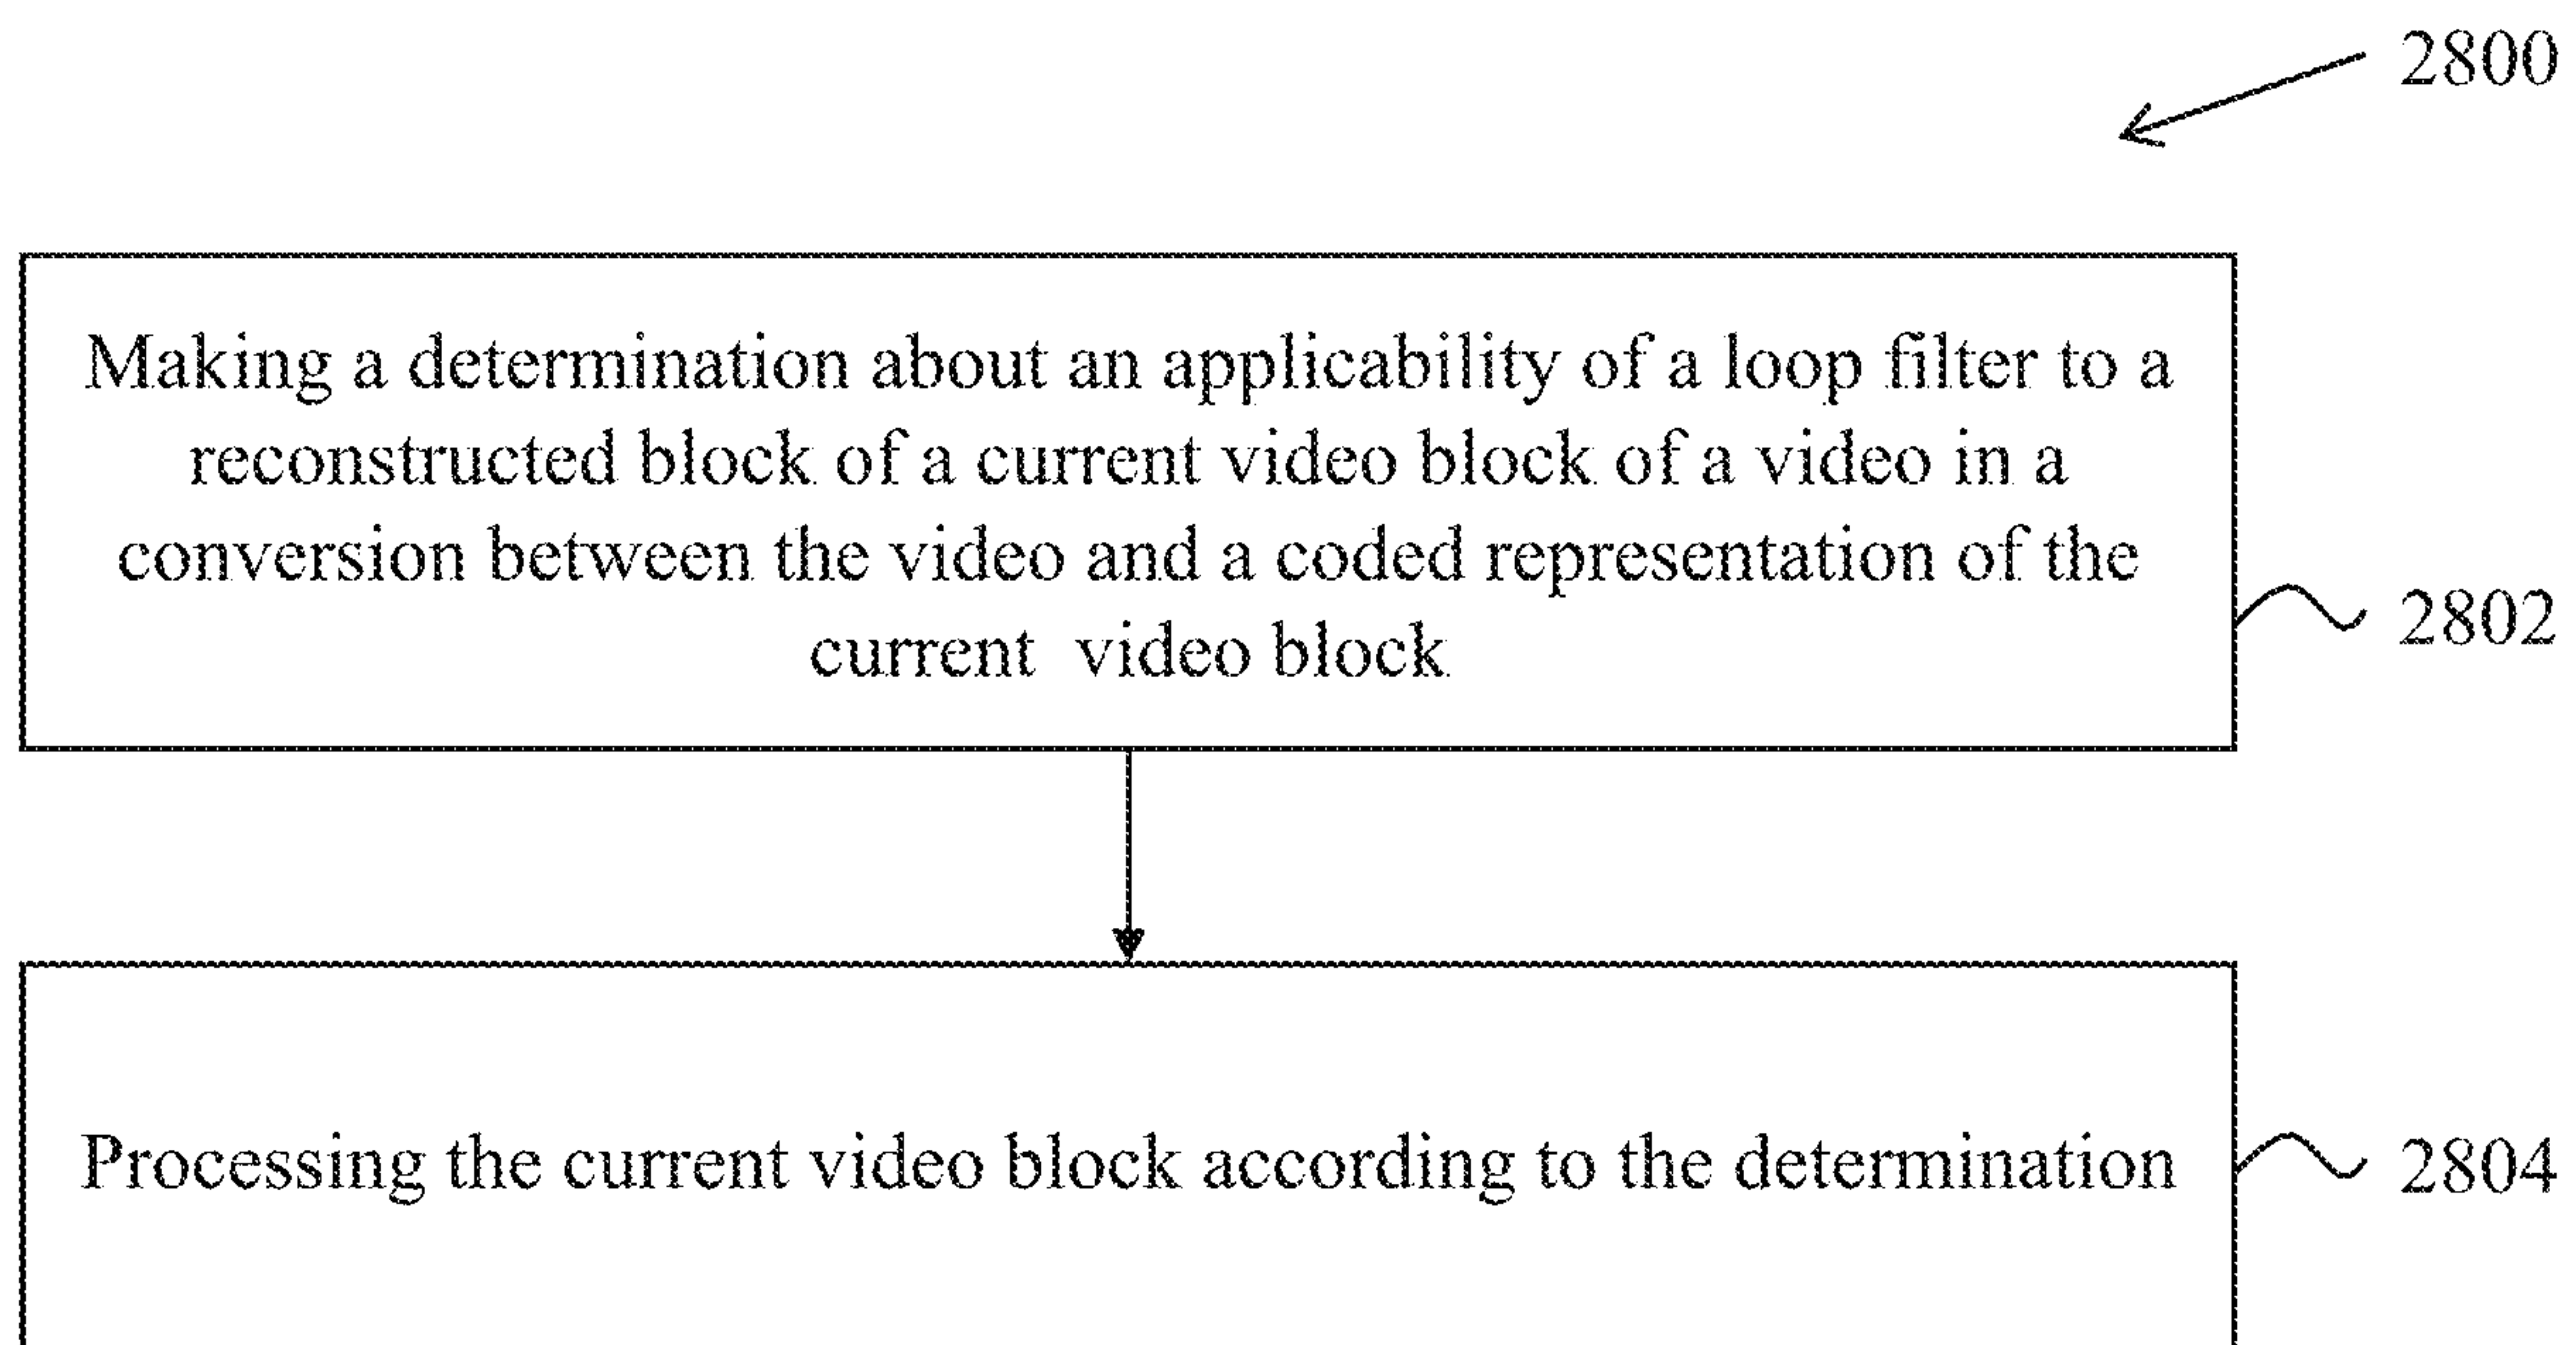 2800
Making a determination about an applicability of a loop filter to a
reconstructed block of a current video block of a video in a
conversion between the video and a coded representation of the
current video block
2802
Processing the current video block according to the determination
2804